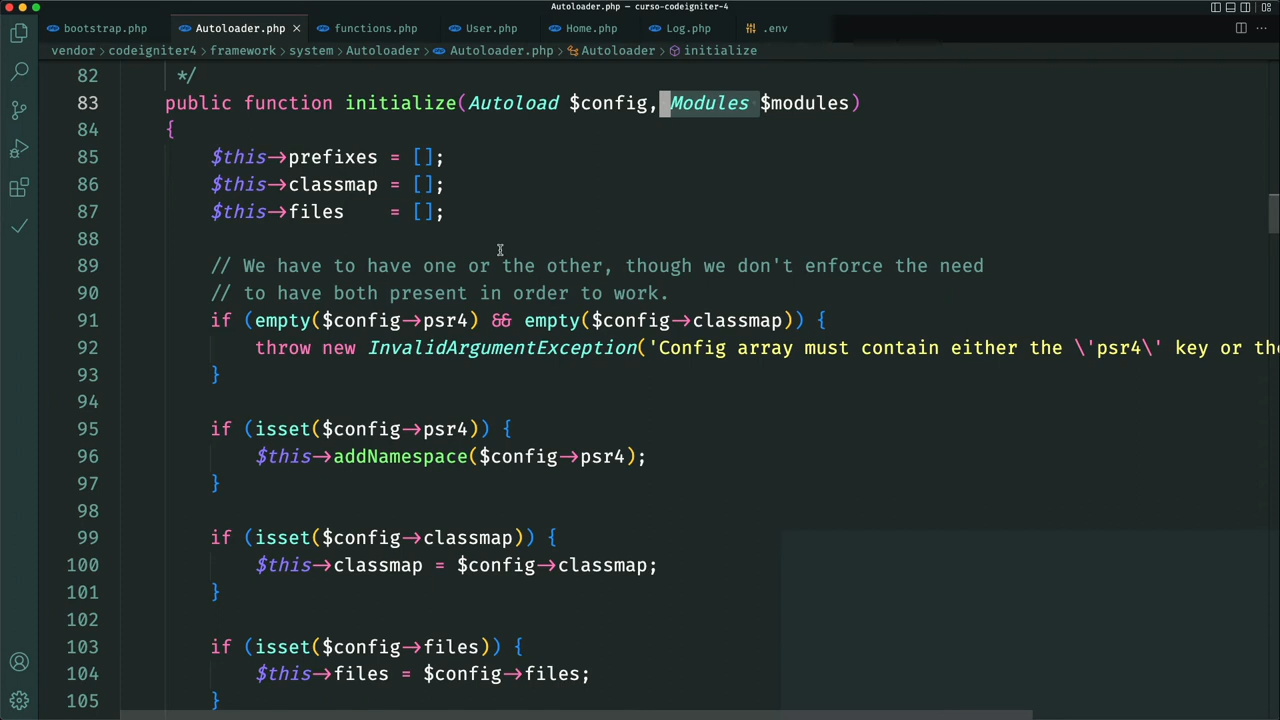 Autoloader.php — curso-codeigniter-4
bootstrap.php Autoloader.php functions.php User.php Home.php Log.php .env
vendor > codeigniter4 > framework > system > Autoloader > Autoloader.php > Autoloader > initialize
82 */
83 public function initialize(Autoload $config, Modules $modules)
84 {
85 $this->prefixes = [];
86 $this->classmap = [];
87 $this->files    = [];
88
89 // We have to have one or the other, though we don't enforce the need
90 // to have both present in order to work.
91 if (empty($config->psr4) && empty($config->classmap)) {
92 throw new InvalidArgumentException('Config array must contain either the \'psr4\' key or the
93 }
94
95 if (isset($config->psr4)) {
96 $this->addNamespace($config->psr4);
97 }
98
99 if (isset($config->classmap)) {
100 $this->classmap = $config->classmap;
101 }
102
103 if (isset($config->files)) {
104 $this->files = $config->files;
105 }